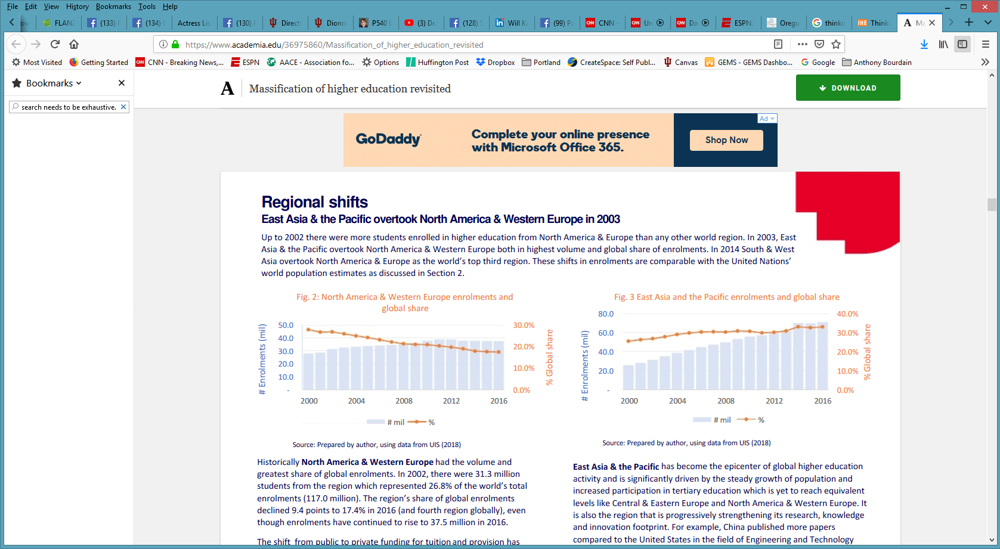 File Edit View History Bookmarks Tools Help
FLAN
(133) F
(134)
Actress Lis
(130) F
Direct
Dionn
P540 L
(3) Dr.
(128) S
Will K
(99) P
CNN -
Un
Da
ESPN:
Orego
thinki
IHE Thinki
A Ma
https://www.academia.edu/36975860/Massification_of_higher_education_revisited
Most Visited Getting Started CNN - Breaking News,... ESPN AACE - Association fo... Options Huffington Post Dropbox Portland CreateSpace: Self Publ... Canvas GEMS - GEMS Dashbo... Google Anthony Bourdain
Bookmarks
search needs to be exhaustive.
A Massification of higher education revisited
DOWNLOAD
GoDaddy
Complete your online presence
with Microsoft Office 365.
Shop Now
Ad
Regional shifts
East Asia & the Pacific overtook North America & Western Europe in 2003
Up to 2002 there were more students enrolled in higher education from North America & Europe than any other world region. In 2003, East
Asia & the Pacific overtook North America & Western Europe both in highest volume and global share of enrolments. In 2014 South & West
Asia overtook North America & Europe as the world's top third region. These shifts in enrolments are comparable with the United Nations'
world population estimates as discussed in Section 2.
Fig. 2: North America & Western Europe enrolments and
global share
# Enrolments (mil)
50.0
40.0
30.0
20.0
10.0
-
30.0%
20.0%
10.0%
0.0%
% Global share
2000 2004 2008 2012 2016
# mil %
Source: Prepared by author, using data from UIS (2018)
Historically North America & Western Europe had the volume and
greatest share of global enrolments. In 2002, there were 31.3 million
students from the region which represented 26.8% of the world's total
enrolments (117.0 million). The region's share of global enrolments
declined 9.4 points to 17.4% in 2016 (and fourth region globally), even
though enrolments have continued to rise to 37.5 million in 2016.
The shift from public to private funding for tuition and provision has
Fig. 3 East Asia and the Pacific enrolments and global share
# Enrolments (mil)
80.0
60.0
40.0
20.0
-
40.0%
30.0%
20.0%
10.0%
0.0%
% Global share
2000 2004 2008 2012 2016
# mil %
Source: Prepared by author, using data from UIS (2018)
East Asia & the Pacific has become the epicenter of global higher education
activity and is significantly driven by the steady growth of population and
increased participation in tertiary education which is yet to reach equivalent
levels like Central & Eastern Europe and North America & Western Europe. It
is also the region that is progressively strengthening its research, knowledge
and innovation footprint. For example, China published more papers
compared to the United States in the field of Engineering and Technology